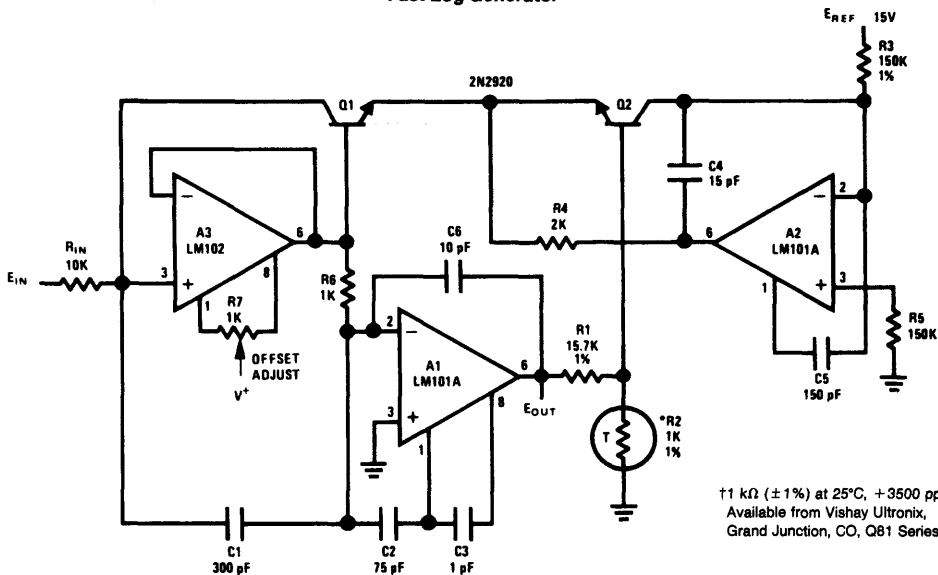 Fast Log Generator
EREF 15V
R3
150K
1%
2N2920
Q1
Q2
C4
15 pF
−
A3
LM102
+
3
6
8
1
RIN
10K
EIN
R7
1K
OFFSET
ADJUST
V+
R6
1K
C6
10 pF
R4
2K
6
A2
LM101A
−
+
2
3
1
R5
150K
C5
150 pF
2
−
A1
LM101A
+
3
6
8
1
EOUT
R1
15.7K
1%
T
*R2
1K
1%
C1
300 pF
C2
75 pF
C3
1 pF
†1 kΩ (±1%) at 25°C, +3500 pp
Available from Vishay Ultronix,
Grand Junction, CO, Q81 Series